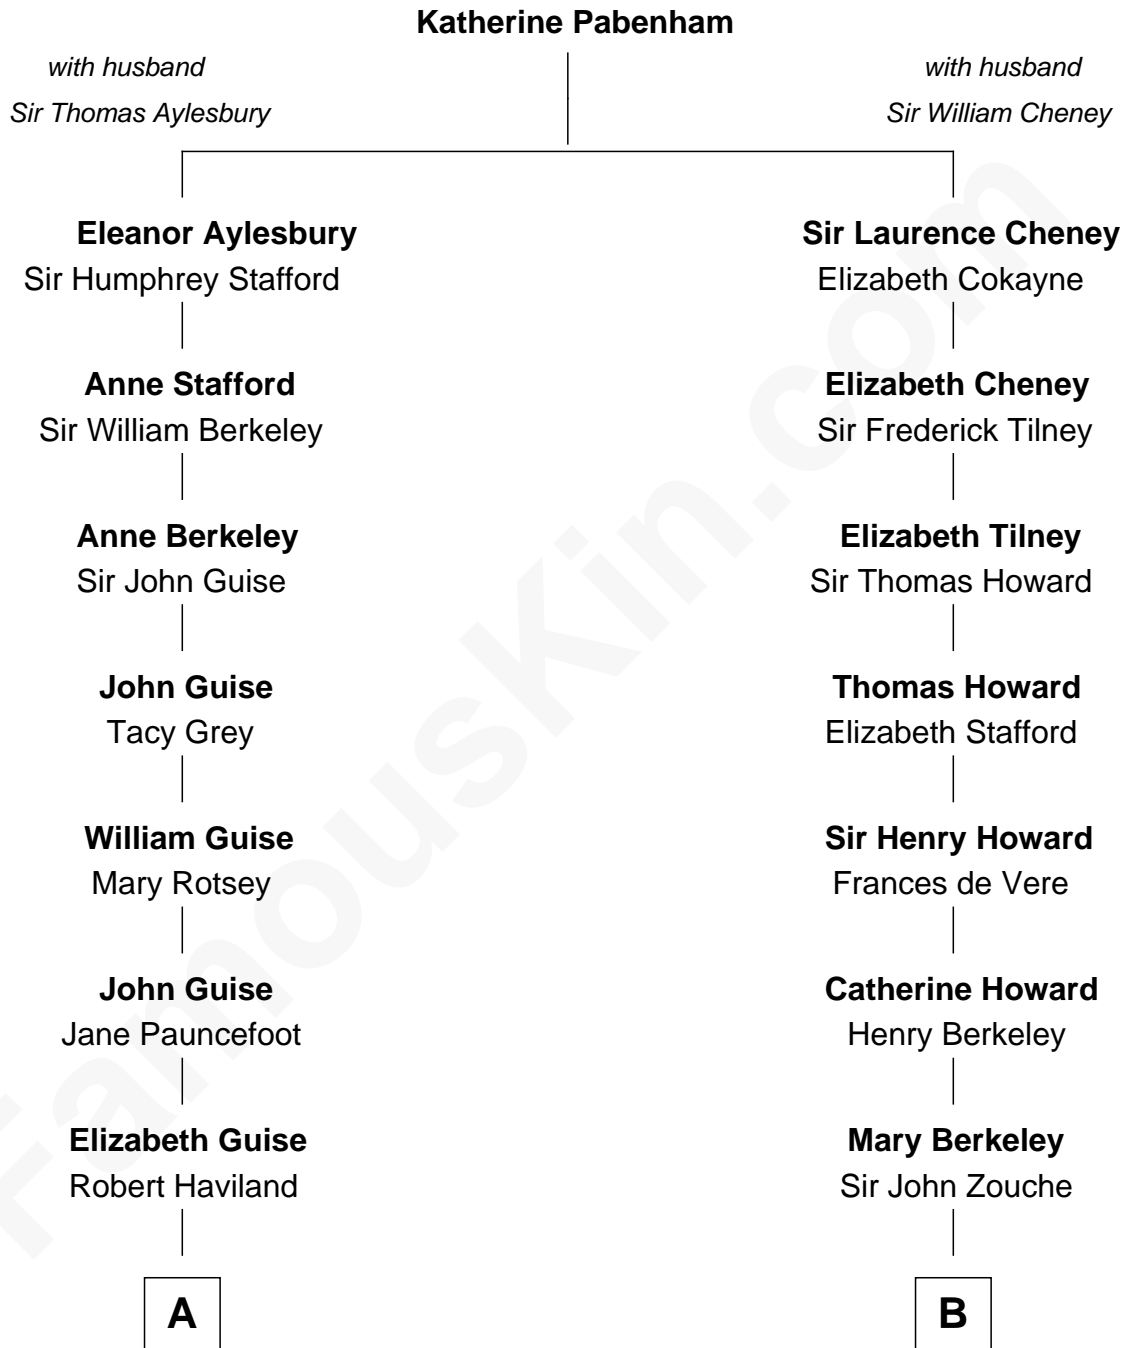 Katherine Pabenham
with husband
Sir Thomas Aylesbury
with husband
Sir William Cheney
Eleanor Aylesbury
Sir Humphrey Stafford
Anne Stafford
Sir William Berkeley
Anne Berkeley
Sir John Guise
John Guise
Tacy Grey
William Guise
Mary Rotsey
John Guise
Jane Pauncefoot
Elizabeth Guise
Robert Haviland
A
Sir Laurence Cheney
Elizabeth Cokayne
Elizabeth Cheney
Sir Frederick Tilney
Elizabeth Tilney
Sir Thomas Howard
Thomas Howard
Elizabeth Stafford
Sir Henry Howard
Frances de Vere
Catherine Howard
Henry Berkeley
Mary Berkeley
Sir John Zouche
B
FamousKin.com